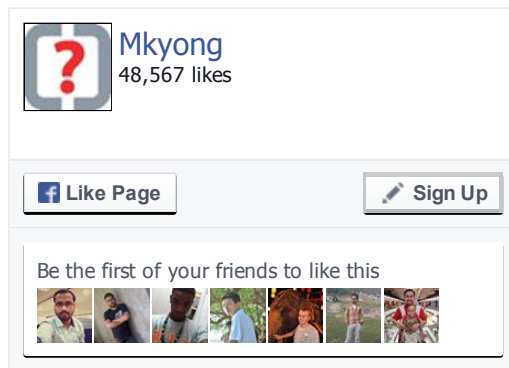 ?
Mkyong
48,567 likes
f Like Page
Sign Up
Be the first of your friends to like this